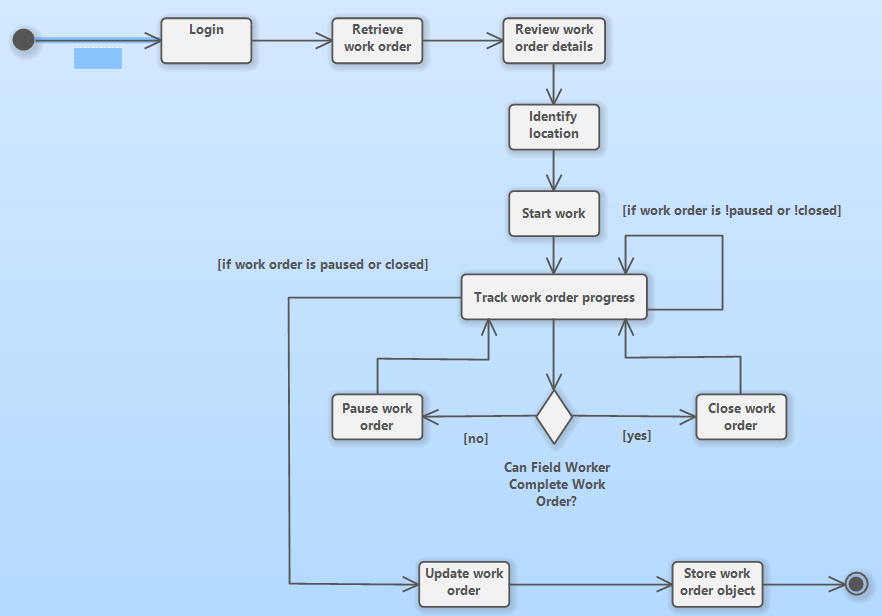 Login
Retrieve
work order
Review work
order details
Identify
location
Start work
[if work order is !paused or !closed]
[if work order is paused or closed]
Track work order progress
Pause work
order
Close work
order
[no]
[yes]
Can Field Worker
Complete Work
Order?
Update work
order
Store work
order object